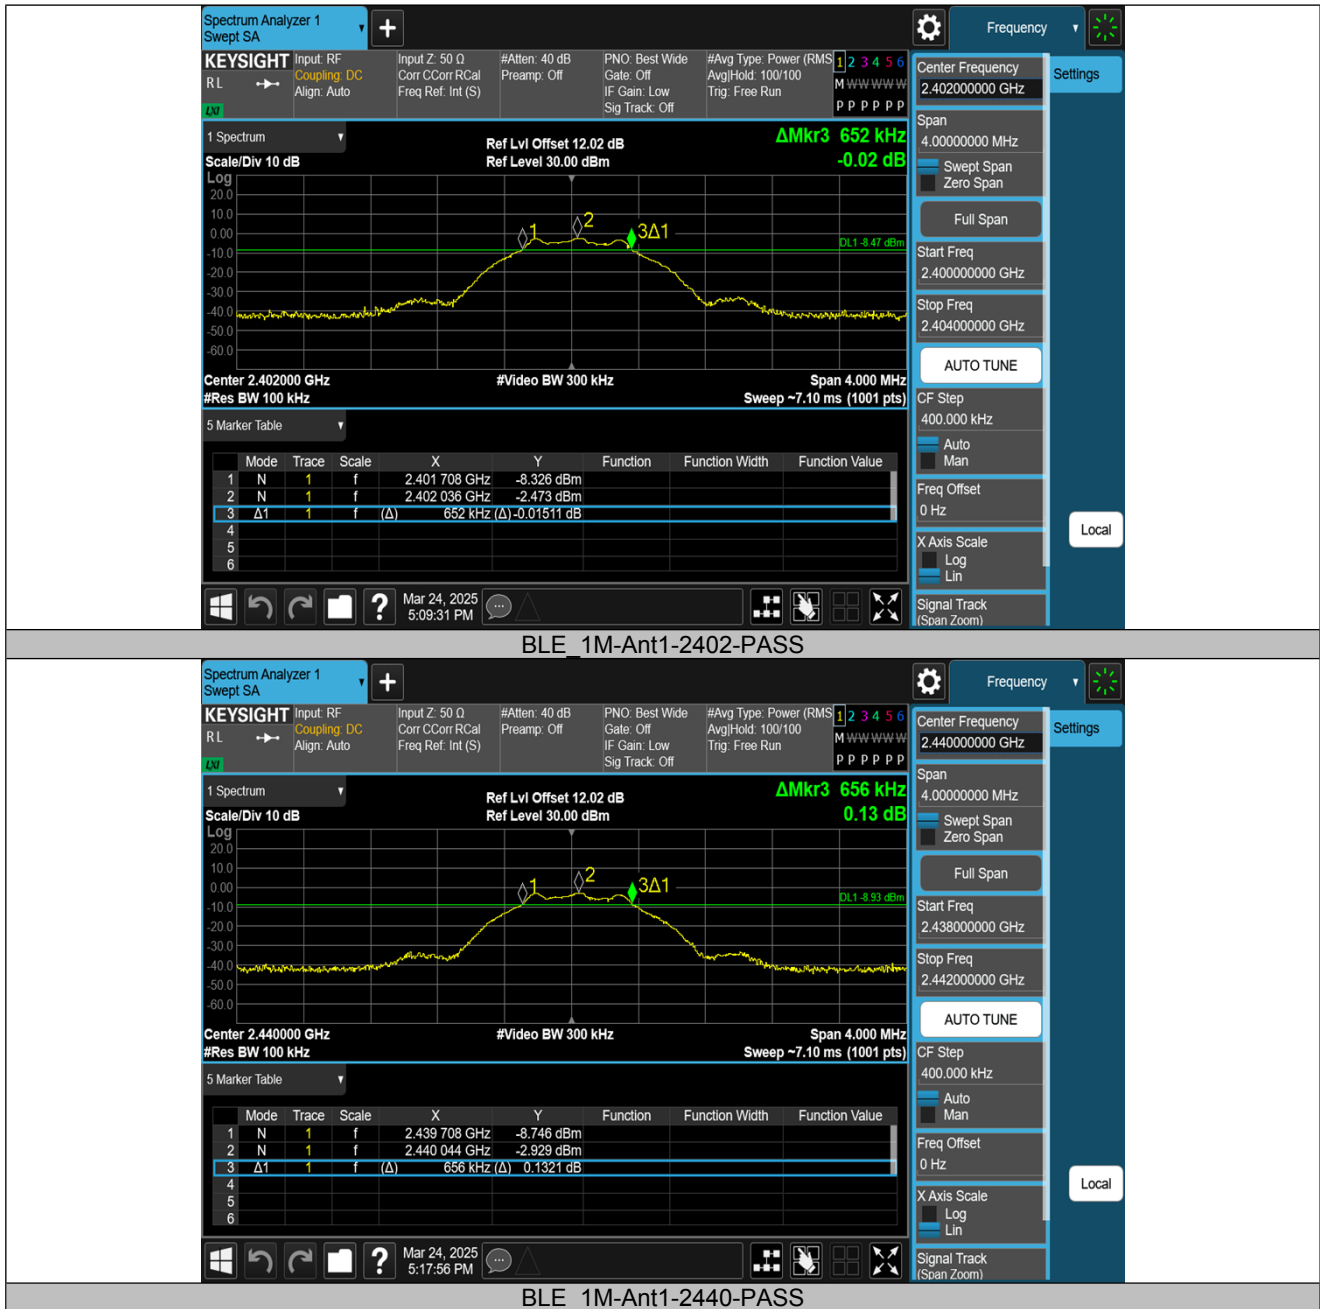 Spectrum Analyzer 1
Swept SA
Frequency
KEYSIGHT
RL
LXI
Input: RF
Coupling: DC
Align: Auto
Input Z: 50 Ω
Corr CCorr RCal
Freq Ref: Int (S)
#Atten: 40 dB
Preamp: Off
PNO: Best Wide
Gate: Off
IF Gain: Low
Sig Track: Off
#Avg Type: Power (RMS
Avg|Hold: 100/100
Trig: Free Run
1 2 3 4 5 6
M W W W W W
P P P P P P
Center Frequency
2.402000000 GHz
Settings
Span
4.00000000 MHz
Swept Span
Zero Span
Full Span
Start Freq
2.400000000 GHz
Stop Freq
2.404000000 GHz
AUTO TUNE
CF Step
400.000 kHz
Auto
Man
Freq Offset
0 Hz
X Axis Scale
Log
Lin
Signal Track
(Span Zoom)
Local
1 Spectrum
Scale/Div 10 dB
Ref Lvl Offset 12.02 dB
Ref Level 30.00 dBm
ΔMkr3 652 kHz
-0.02 dB
Log
20.0
10.0
0.00
-10.0
-20.0
-30.0
-40.0
-50.0
-60.0
1
2
3Δ1
DL1 -8.47 dBm
Center 2.402000 GHz
#Video BW 300 kHz
Span 4.000 MHz
#Res BW 100 kHz
Sweep ~7.10 ms (1001 pts)
5 Marker Table
Mode Trace Scale X Y Function Function Width Function Value
1 N 1 f 2.401 708 GHz -8.326 dBm
2 N 1 f 2.402 036 GHz -2.473 dBm
3 Δ1 1 f (Δ) 652 kHz (Δ) -0.01511 dB
4
5
6
?
Mar 24, 2025
5:09:31 PM
BLE_1M-Ant1-2402-PASS
Spectrum Analyzer 1
Swept SA
Frequency
KEYSIGHT
RL
LXI
Input: RF
Coupling: DC
Align: Auto
Input Z: 50 Ω
Corr CCorr RCal
Freq Ref: Int (S)
#Atten: 40 dB
Preamp: Off
PNO: Best Wide
Gate: Off
IF Gain: Low
Sig Track: Off
#Avg Type: Power (RMS
Avg|Hold: 100/100
Trig: Free Run
1 2 3 4 5 6
M W W W W W
P P P P P P
Center Frequency
2.440000000 GHz
Settings
Span
4.00000000 MHz
Swept Span
Zero Span
Full Span
Start Freq
2.438000000 GHz
Stop Freq
2.442000000 GHz
AUTO TUNE
CF Step
400.000 kHz
Auto
Man
Freq Offset
0 Hz
X Axis Scale
Log
Lin
Signal Track
(Span Zoom)
Local
1 Spectrum
Scale/Div 10 dB
Ref Lvl Offset 12.02 dB
Ref Level 30.00 dBm
ΔMkr3 656 kHz
0.13 dB
Log
20.0
10.0
0.00
-10.0
-20.0
-30.0
-40.0
-50.0
-60.0
1
2
3Δ1
DL1 -8.93 dBm
Center 2.440000 GHz
#Video BW 300 kHz
Span 4.000 MHz
#Res BW 100 kHz
Sweep ~7.10 ms (1001 pts)
5 Marker Table
Mode Trace Scale X Y Function Function Width Function Value
1 N 1 f 2.439 708 GHz -8.746 dBm
2 N 1 f 2.440 044 GHz -2.929 dBm
3 Δ1 1 f (Δ) 656 kHz (Δ) 0.1321 dB
4
5
6
?
Mar 24, 2025
5:17:56 PM
BLE_1M-Ant1-2440-PASS